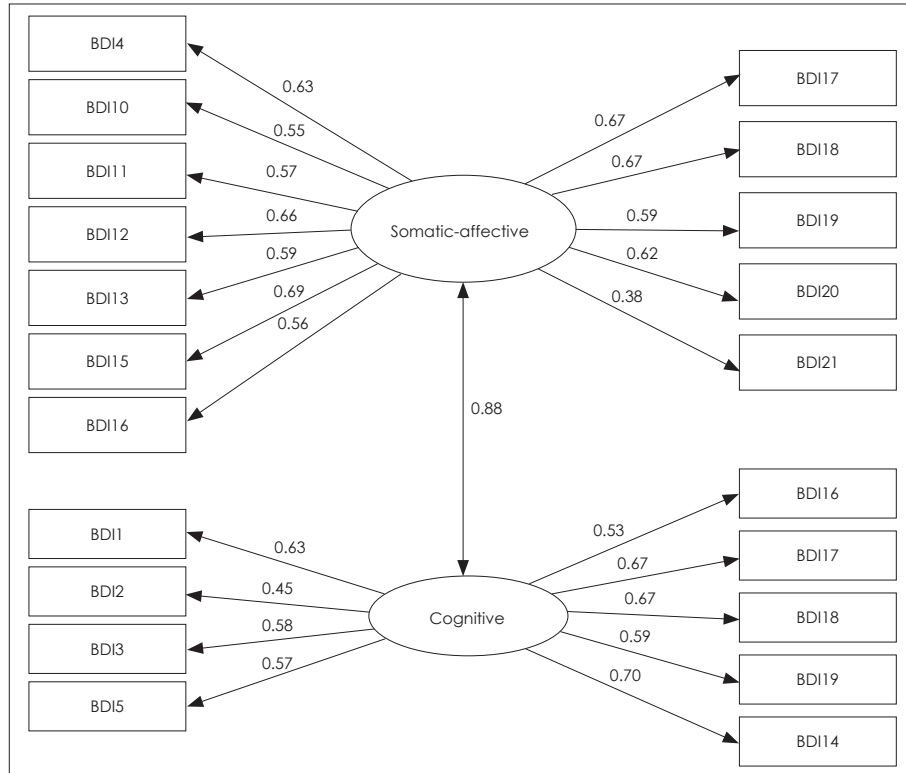 BDI4
BDI10
BDI11
BDI12
BDI13
BDI15
BDI16
0.63
0.55
0.57
0.66
0.59
0.69
0.56
Somatic-affective
0.67
0.67
0.59
0.62
0.38
BDI17
BDI18
BDI19
BDI20
BDI21
0.88
BDI1
BDI2
BDI3
BDI5
0.63
0.45
0.58
0.57
Cognitive
0.53
0.67
0.67
0.59
0.70
BDI16
BDI17
BDI18
BDI19
BDI14